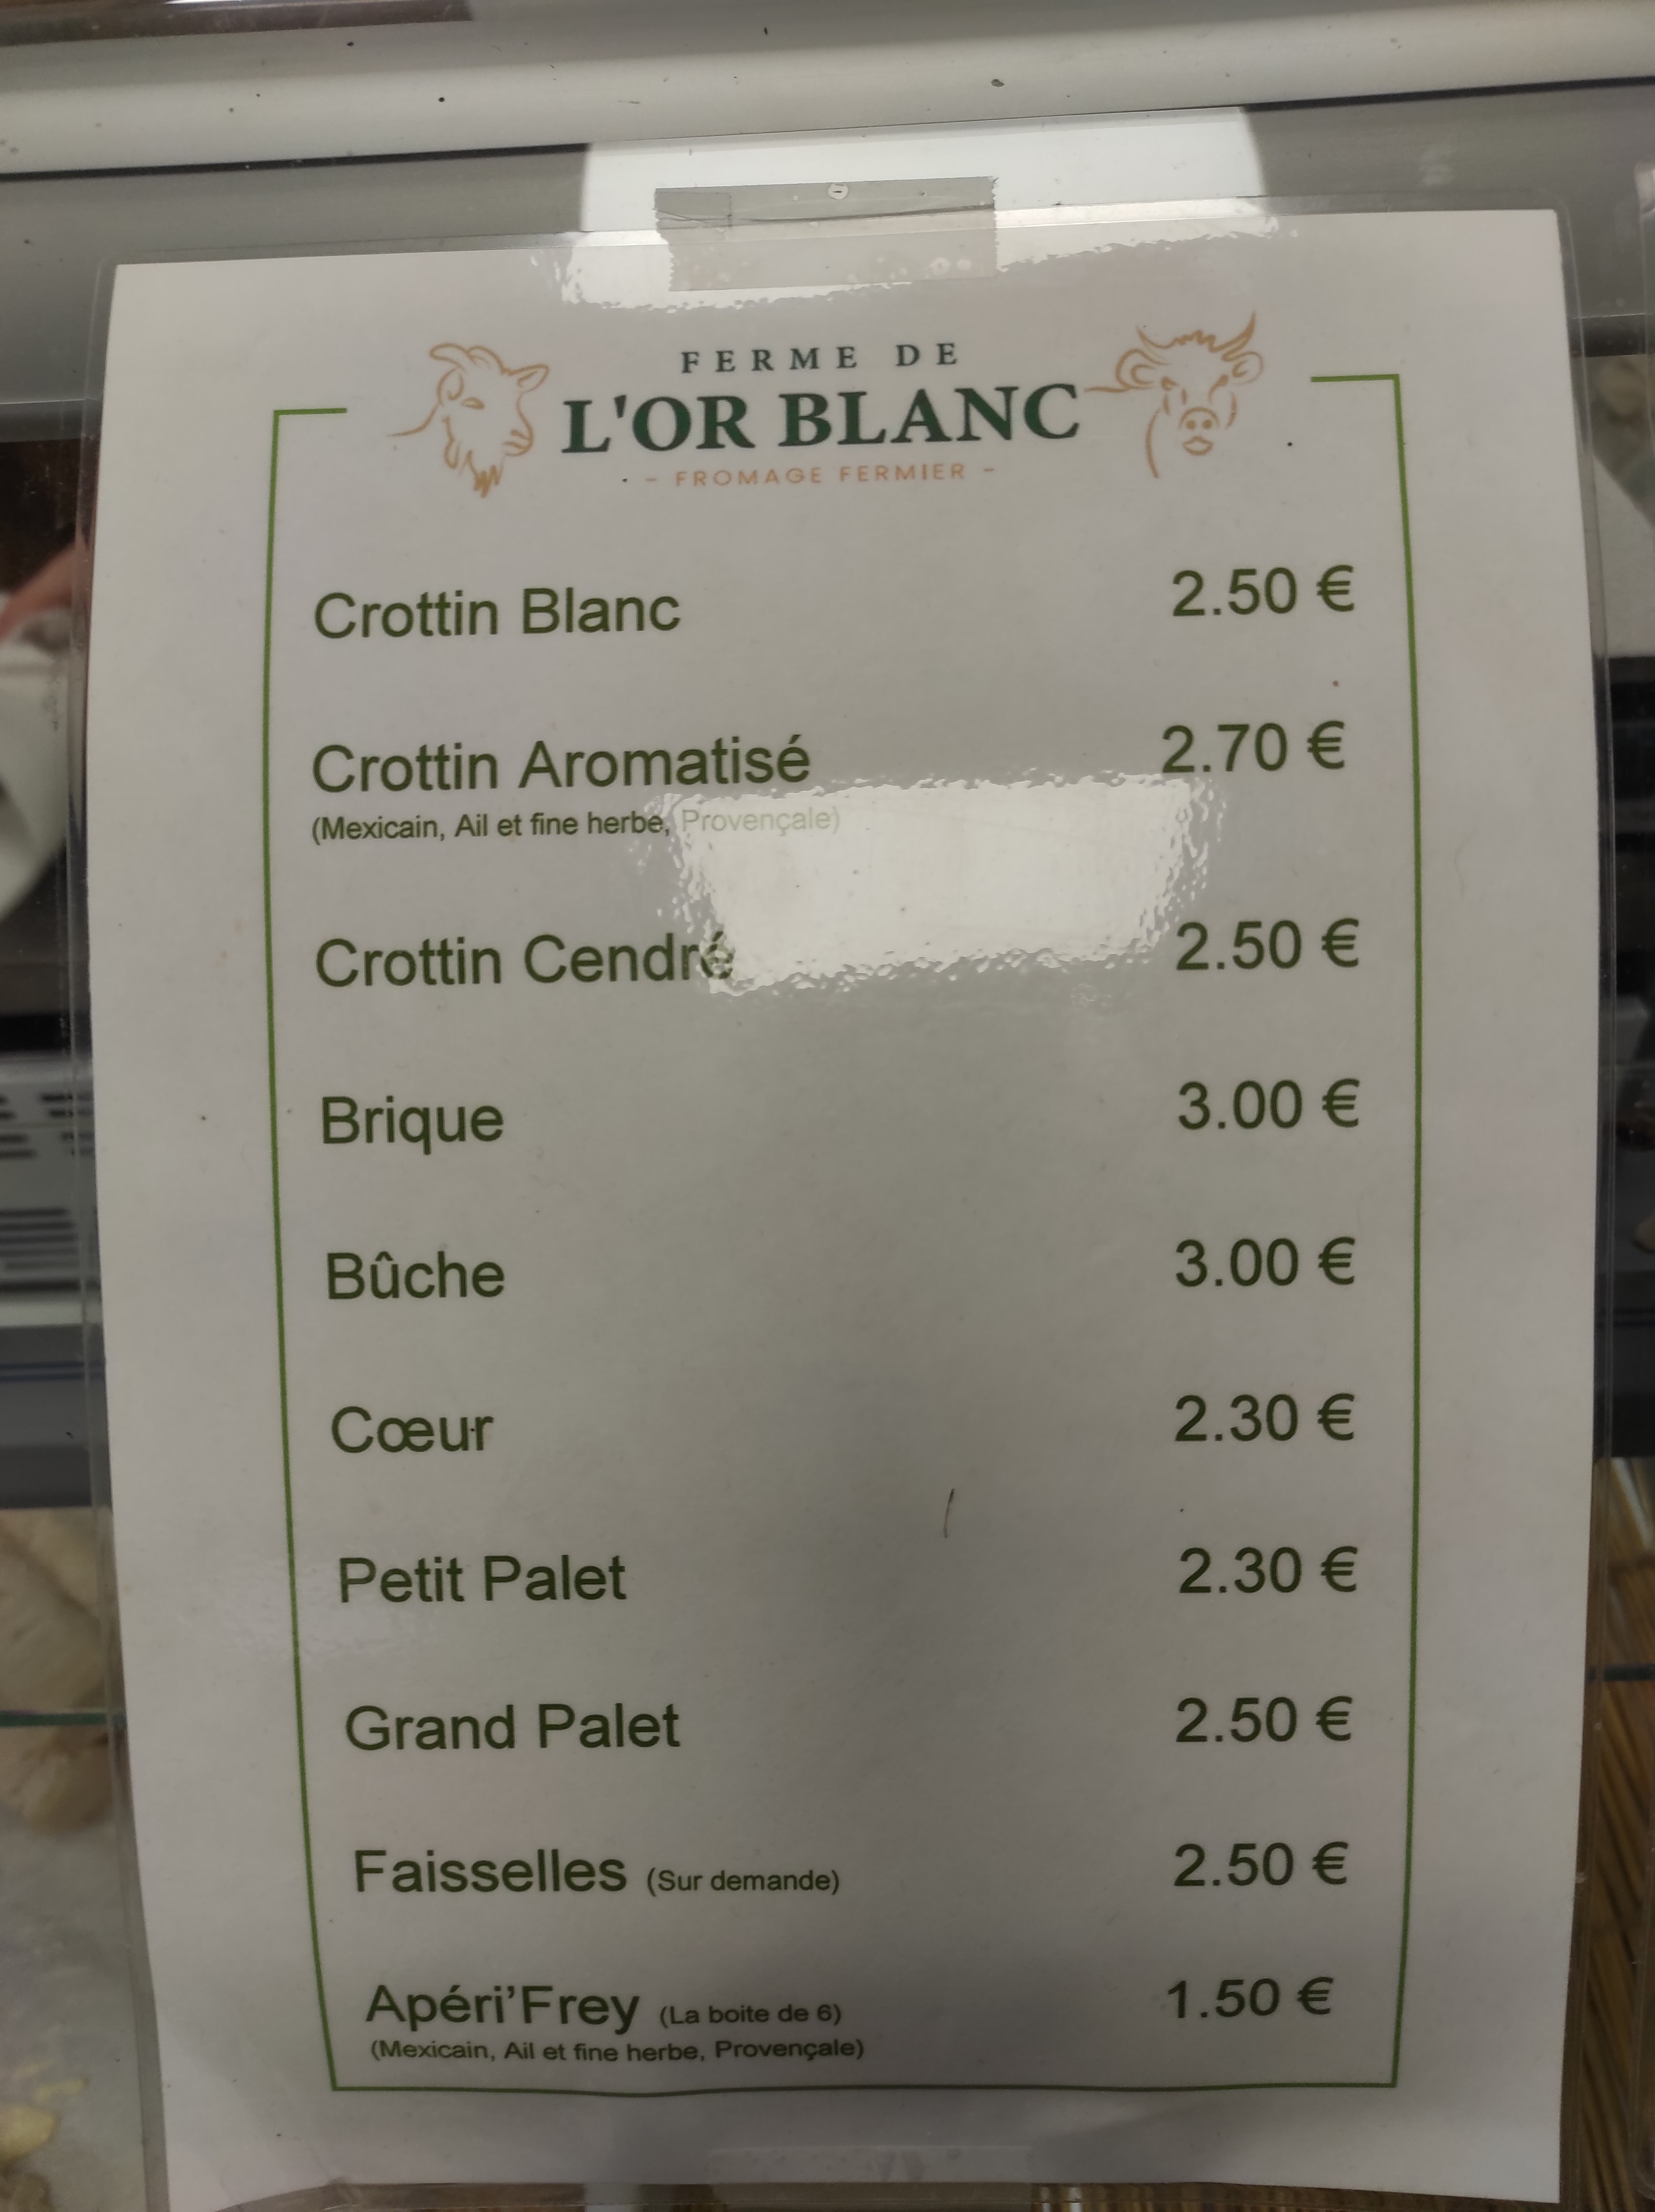 FERME DE
L'OR BLANC
- FROMAGE FERMIER -
Crottin Blanc 2.50 €
Crottin Aromatisé 2.70 €
(Mexicain, Ail et fine herbe, Provençale)
Crottin Cendré 2.50 €
Brique 3.00 €
Bûche 3.00 €
Cœur 2.30 €
Petit Palet 2.30 €
Grand Palet 2.50 €
Faisselles (Sur demande) 2.50 €
Apéri'Frey (La boite de 6) 1.50 €
(Mexicain, Ail et fine herbe, Provençale)